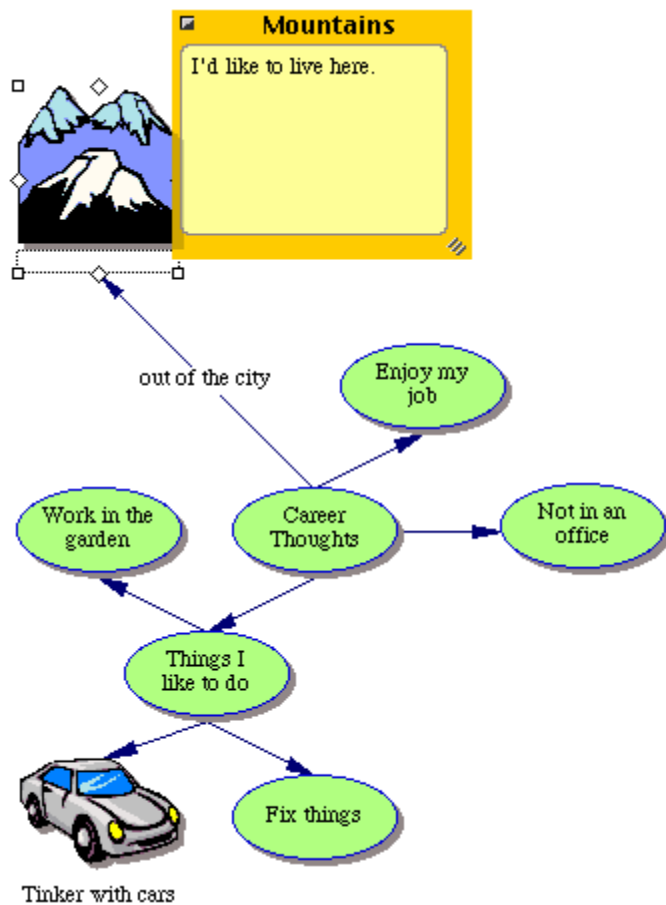 Mountains
I'd like to live here.
out of the city
Enjoy my
job
Work in the
garden
Career
Thoughts
Not in an
office
Things I
like to do
Fix things
Tinker with cars